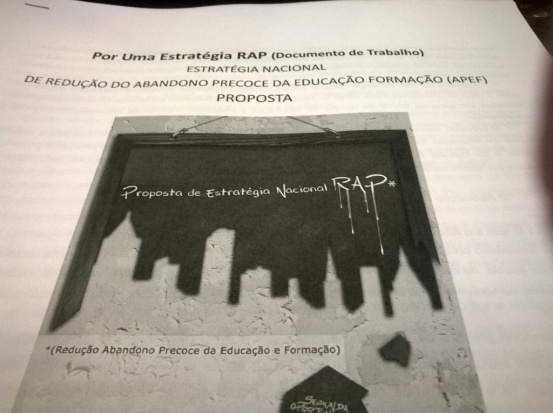 Por Uma Estratégia RAP (Documento de Trabalho)
ESTRATÉGIA NACIONAL
DE REDUÇÃO DO ABANDONO PRECOCE DA EDUCAÇÃO FORMAÇÃO (APEF)
PROPOSTA
Proposta de Estratégia Nacional RAP*
*(Redução Abandono Precoce da Educação e Formação)